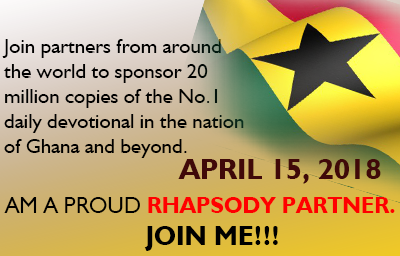 Join partners from around
the world to sponsor 20
million copies of the No.1
daily devotional in the nation
of Ghana and beyond.
APRIL 15, 2018
AM A PROUD RHAPSODY PARTNER.
JOIN ME!!!